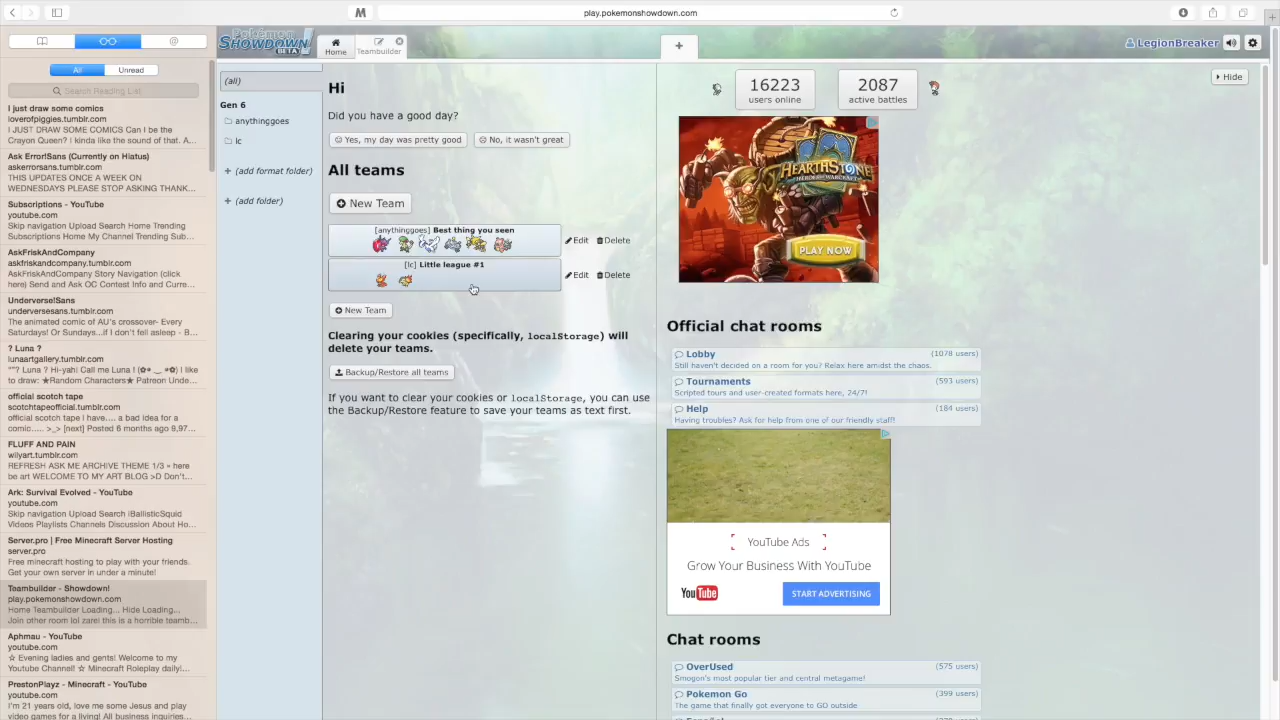 play.pokemonshowdown.com
Pokémon
SHOWDOWN!
BETA
Home
Teambuilder
LegionBreaker
All
Unread
Search Reading List
I just draw some comics
loverofpiggies.tumblr.com
I JUST DRAW SOME COMICS Can I be the
Crayon Queen? I kinda like the sound of that. A...
Ask Error!Sans (Currently on Hiatus)
askerrorsans.tumblr.com
THIS UPDATES ONCE A WEEK ON
WEDNESDAYS PLEASE STOP ASKING THANK...
Subscriptions - YouTube
youtube.com
Skip navigation Upload Search Home Trending
Subscriptions Home My Channel Trending Sub...
AskFriskAndCompany
askfriskandcompany.tumblr.com
AskFriskAndCompany Story Navigation (click
here) Send and Ask OC Contest Info and Curre...
Underverse!Sans
underversesans.tumblr.com
The animated comic of AU's crossover- Every
Saturdays! Or Sundays...if I don't fell asleep - B...
? Luna ?
lunaartgallery.tumblr.com
to draw: ★Random Characters★ Patreon Unde...
official scotch tape
scotchtapeofficial.tumblr.com
official scotch tape I have.... a bad idea for a
comic.... >_> [next] Posted 6 months ago 9,97...
FLUFF AND PAIN
wilyart.tumblr.com
REFRESH ASK ME ARCHIVE THEME 1/3 » here
be art WELCOME TO MY ART BLOG >D Don't...
Ark: Survival Evolved - YouTube
youtube.com
Skip navigation Upload Search iBallisticSquid
Videos Playlists Channels Discussion About Ho...
Server.pro | Free Minecraft Server Hosting
server.pro
Free minecraft hosting to play with your friends.
Get your own server in under a minute!
Teambuilder - Showdown!
play.pokemonshowdown.com
Home Teambuilder Loading... Hide Loading...
Join other room lol zarel this is a horrible teamb...
Aphmau - YouTube
youtube.com
☆ Evening ladies and gents! Welcome to my
YouTube Channel! ☆ Minecraft Roleplay daily!...
PrestonPlayz - Minecraft - YouTube
youtube.com
I'm 21 years old, love me some Jesus and play
video games for a living! All business inquiries...
(all)
Gen 6
anythinggoes
lc
+ (add format folder)
+ (add folder)
Hi
Did you have a good day?
Yes, my day was pretty good
No, it wasn't great
All teams
New Team
[anythinggoes] Best thing you seen
Edit
Delete
[lc] Little league #1
Edit
Delete
New Team
Clearing your cookies (specifically, localStorage) will
delete your teams.
Backup/Restore all teams
If you want to clear your cookies or localStorage, you can use
the Backup/Restore feature to save your teams as text first.
16223
users online
2087
active battles
Hide
HEARTHSTONE
HEROES OF WARCRAFT
PLAY NOW
Official chat rooms
Lobby
(1078 users)
Still haven't decided on a room for you? Relax here amidst the chaos.
Tournaments
(593 users)
Scripted tours and user-created formats here, 24/7!
Help
(184 users)
Having troubles? Ask for help from one of our friendly staff!
YouTube Ads
Grow Your Business With YouTube
YouTube
START ADVERTISING
Chat rooms
OverUsed
(575 users)
Smogon's most popular tier and central metagame!
Pokemon Go
(399 users)
The game that finally got everyone to GO outside